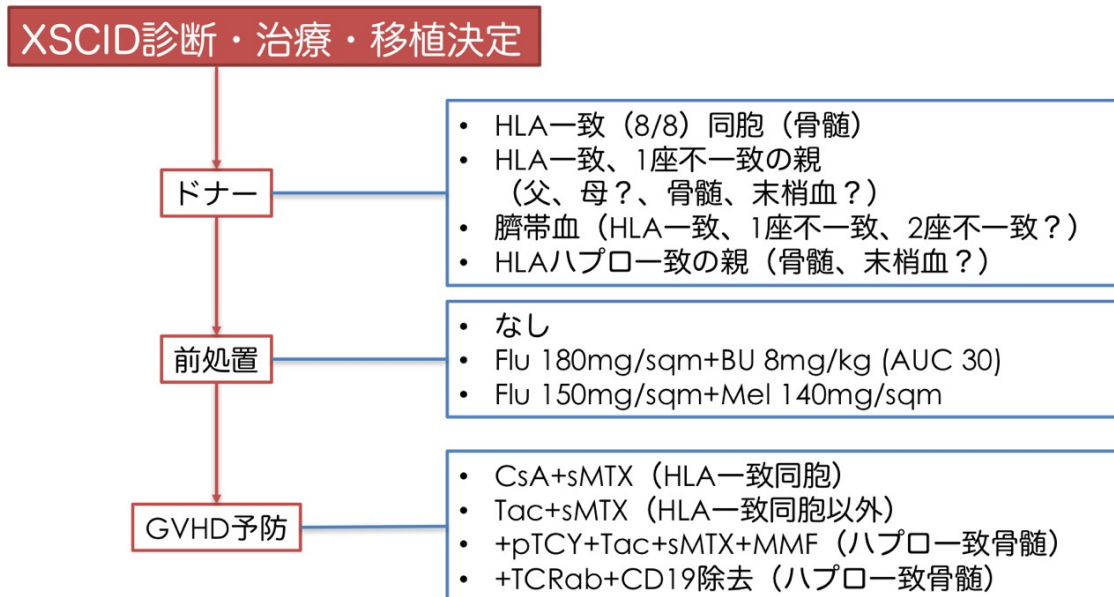 XSCID診断・治療・移植決定
ドナー
• HLA一致（8/8）同胞（骨髄）
• HLA一致、1座不一致の親
（父、母？、骨髄、末梢血？）
• 臍帯血（HLA一致、1座不一致、2座不一致？）
• HLAハプロ一致の親（骨髄、末梢血？）
前処置
• なし
• Flu 180mg/sqm+BU 8mg/kg (AUC 30)
• Flu 150mg/sqm+Mel 140mg/sqm
GVHD予防
• CsA+sMTX（HLA一致同胞）
• Tac+sMTX（HLA一致同胞以外）
• +pTCY+Tac+sMTX+MMF（ハプロ一致骨髄）
• +TCRab+CD19除去（ハプロ一致骨髄）